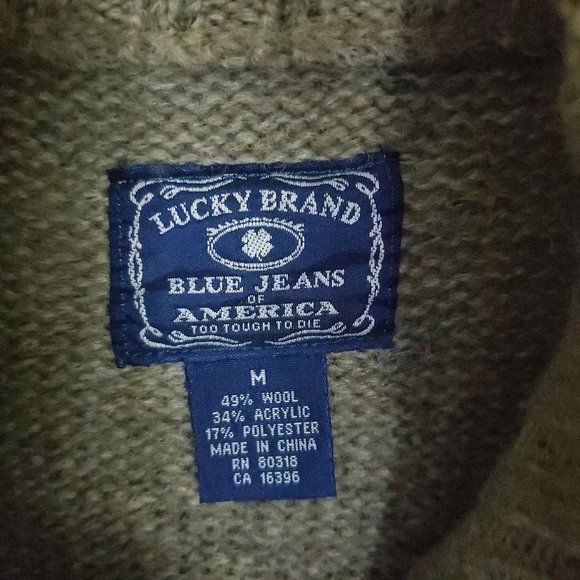 LUCKY BRAND
BLUE JEANS
OF
AMERICA
TOO TOUGH TO DIE
M
49% WOOL
34% ACRYLIC
17% POLYESTER
MADE IN CHINA
RN 80318
CA 16396